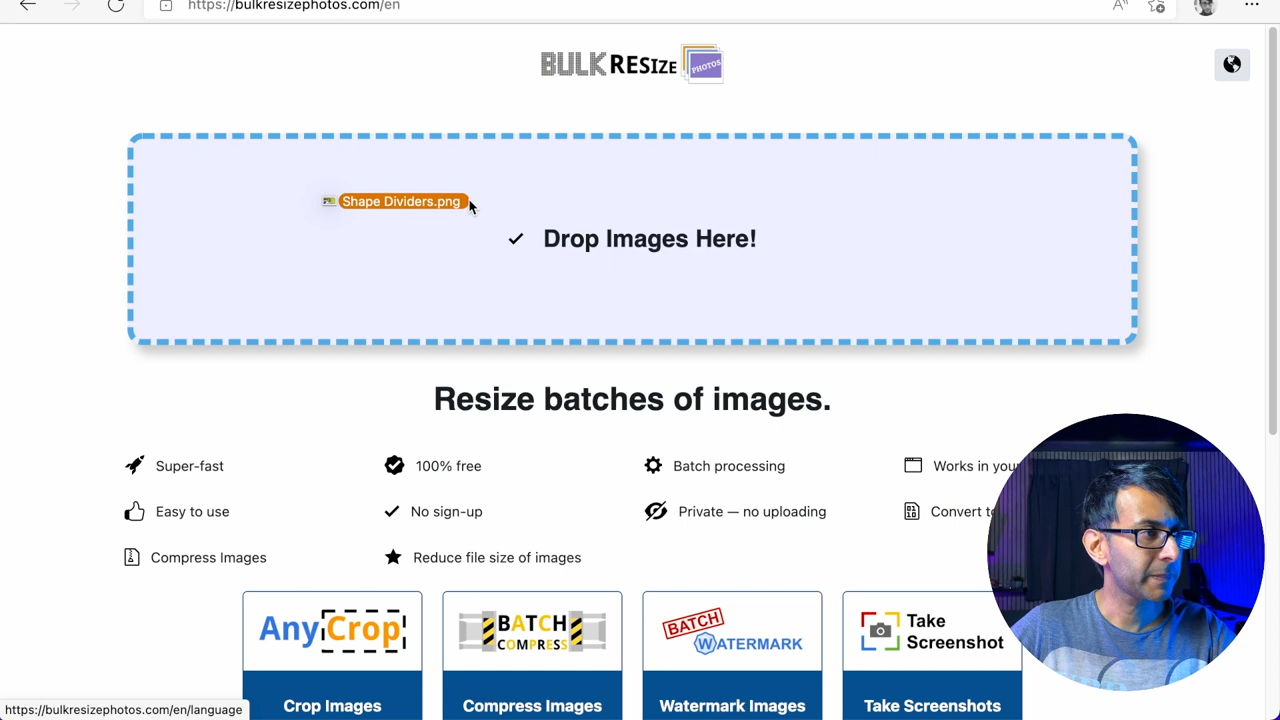 https://bulkresizephotos.com/en
BULK RESIZE PHOTOS
Shape Dividers.png
Drop Images Here!
Resize batches of images.
Super-fast
100% free
Batch processing
Works in you
Easy to use
No sign-up
Private — no uploading
Convert to
Compress Images
Reduce file size of images
AnyCrop
BATCH COMPRESS
BATCH WATERMARK
Take Screenshot
Crop Images
Compress Images
Watermark Images
Take Screenshots
https://bulkresizephotos.com/en/language